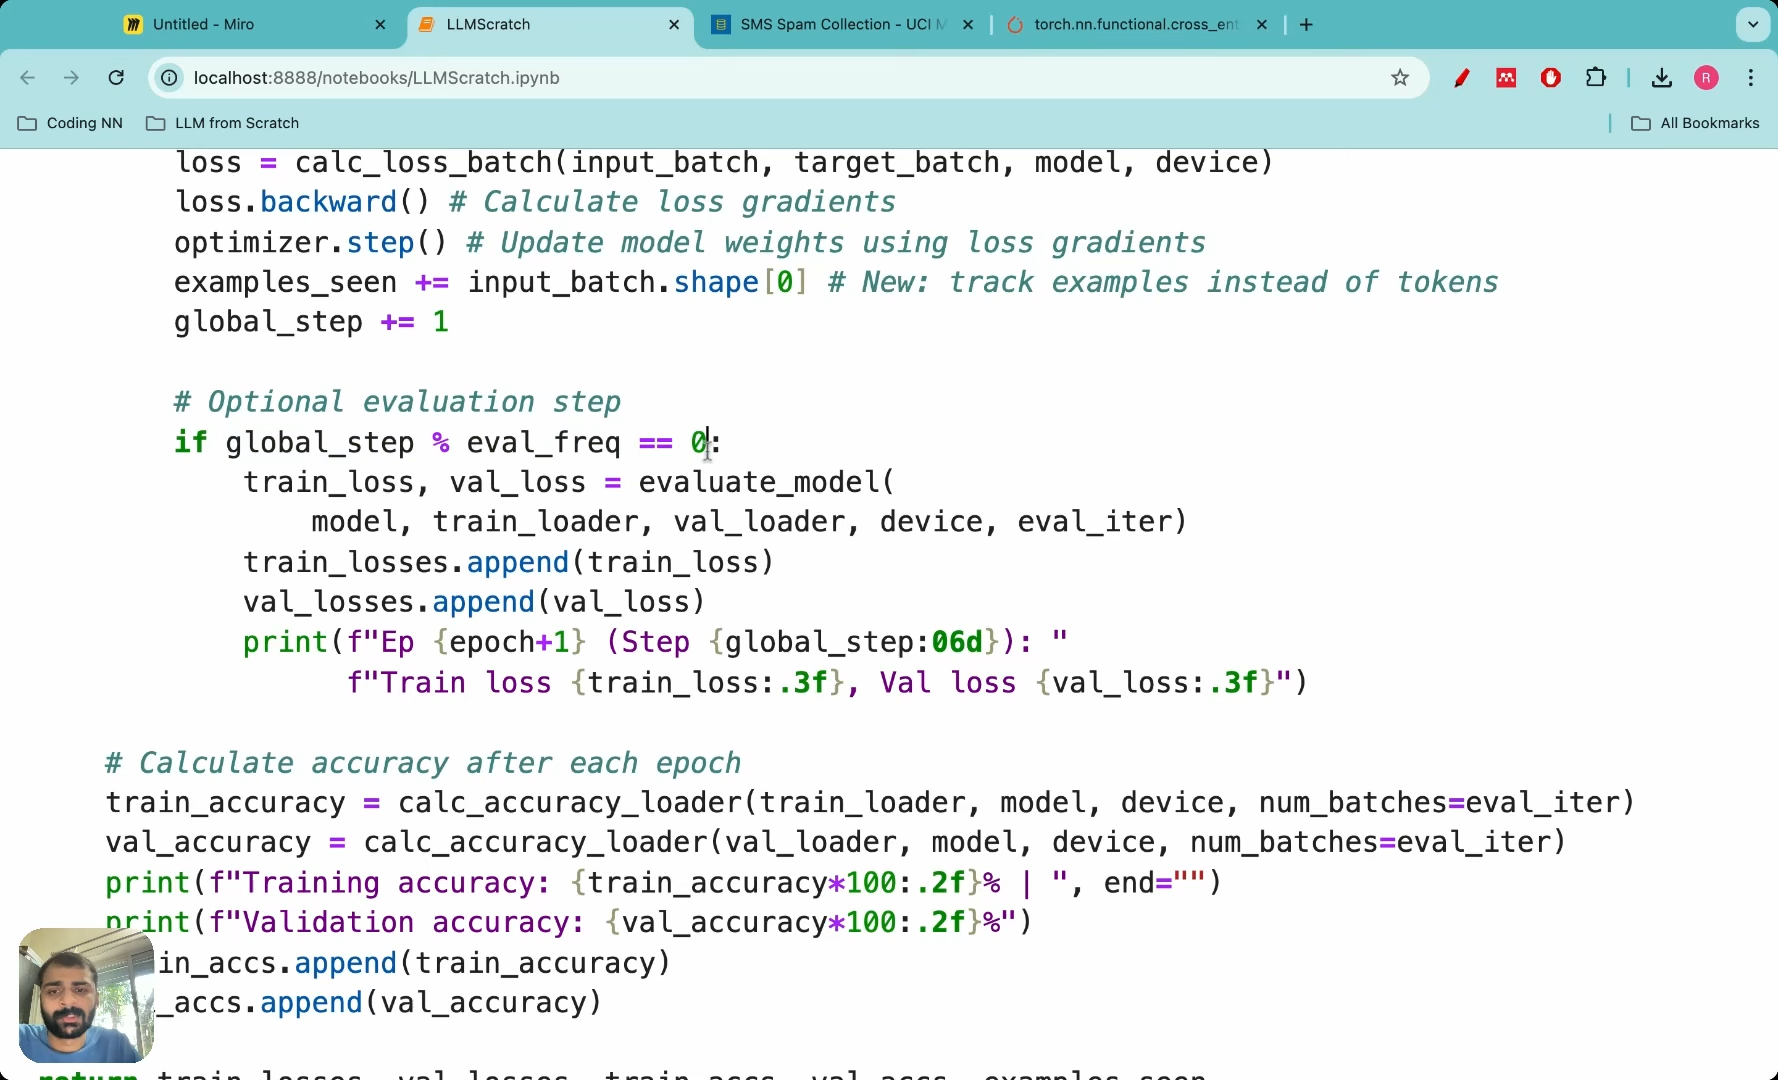 Untitled - Miro
LLMScratch
SMS Spam Collection - UCI M
torch.nn.functional.cross_ent
localhost:8888/notebooks/LLMScratch.ipynb
R
Coding NN
LLM from Scratch
All Bookmarks
loss = calc_loss_batch(input_batch, target_batch, model, device)
loss.backward() # Calculate loss gradients
optimizer.step() # Update model weights using loss gradients
examples_seen += input_batch.shape[0] # New: track examples instead of tokens
global_step += 1
# Optional evaluation step
if global_step % eval_freq == 0:
train_loss, val_loss = evaluate_model(
model, train_loader, val_loader, device, eval_iter)
train_losses.append(train_loss)
val_losses.append(val_loss)
print(f"Ep {epoch+1} (Step {global_step:06d}): "
f"Train loss {train_loss:.3f}, Val loss {val_loss:.3f}")
# Calculate accuracy after each epoch
train_accuracy = calc_accuracy_loader(train_loader, model, device, num_batches=eval_iter)
val_accuracy = calc_accuracy_loader(val_loader, model, device, num_batches=eval_iter)
print(f"Training accuracy: {train_accuracy*100:.2f}% | ", end="")
print(f"Validation accuracy: {val_accuracy*100:.2f}%")
in_accs.append(train_accuracy)
_accs.append(val_accuracy)
return train_losses, val_losses, train_accs, val_accs, examples_seen